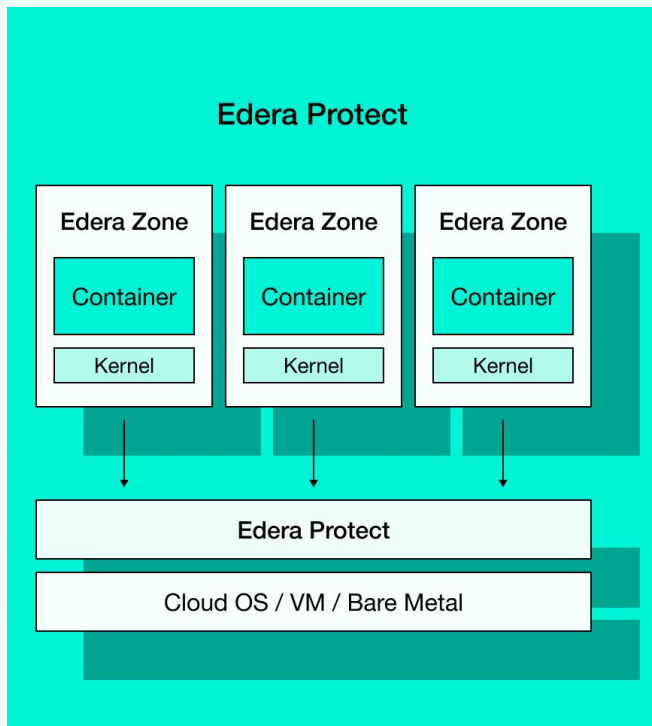 Edera Protect
Edera Zone
Edera Zone
Edera Zone
Container
Container
Container
Kernel
Kernel
Kernel
Edera Protect
Cloud OS / VM / Bare Metal